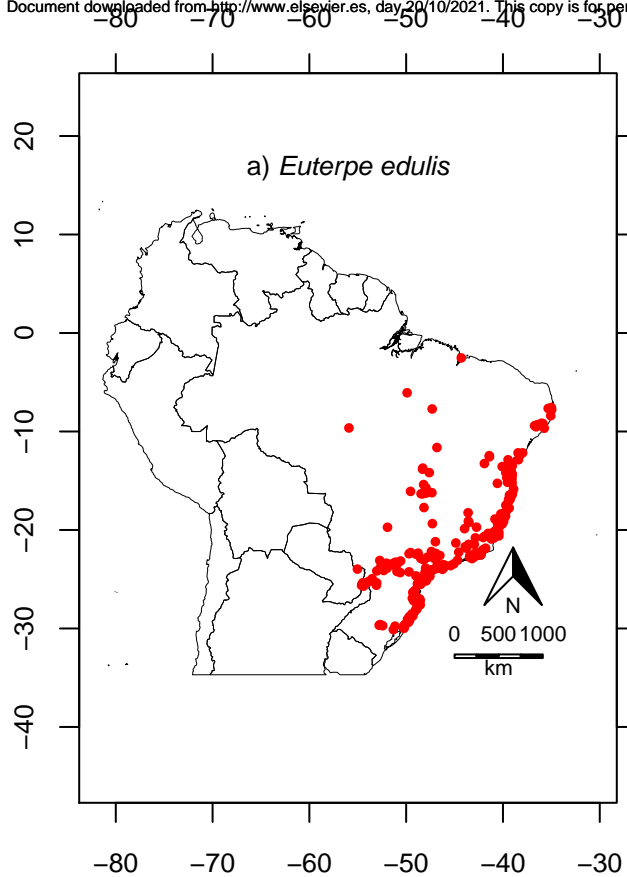 Document downloaded from http://www.elsevier.es, day 20/10/2021. This copy is for per
−80 −70 −60 −50 −40 −30
a) Euterpe edulis
20
10
0
−10
−20
−30
−40
N
0 500 1000
km
−80 −70 −60 −50 −40 −30